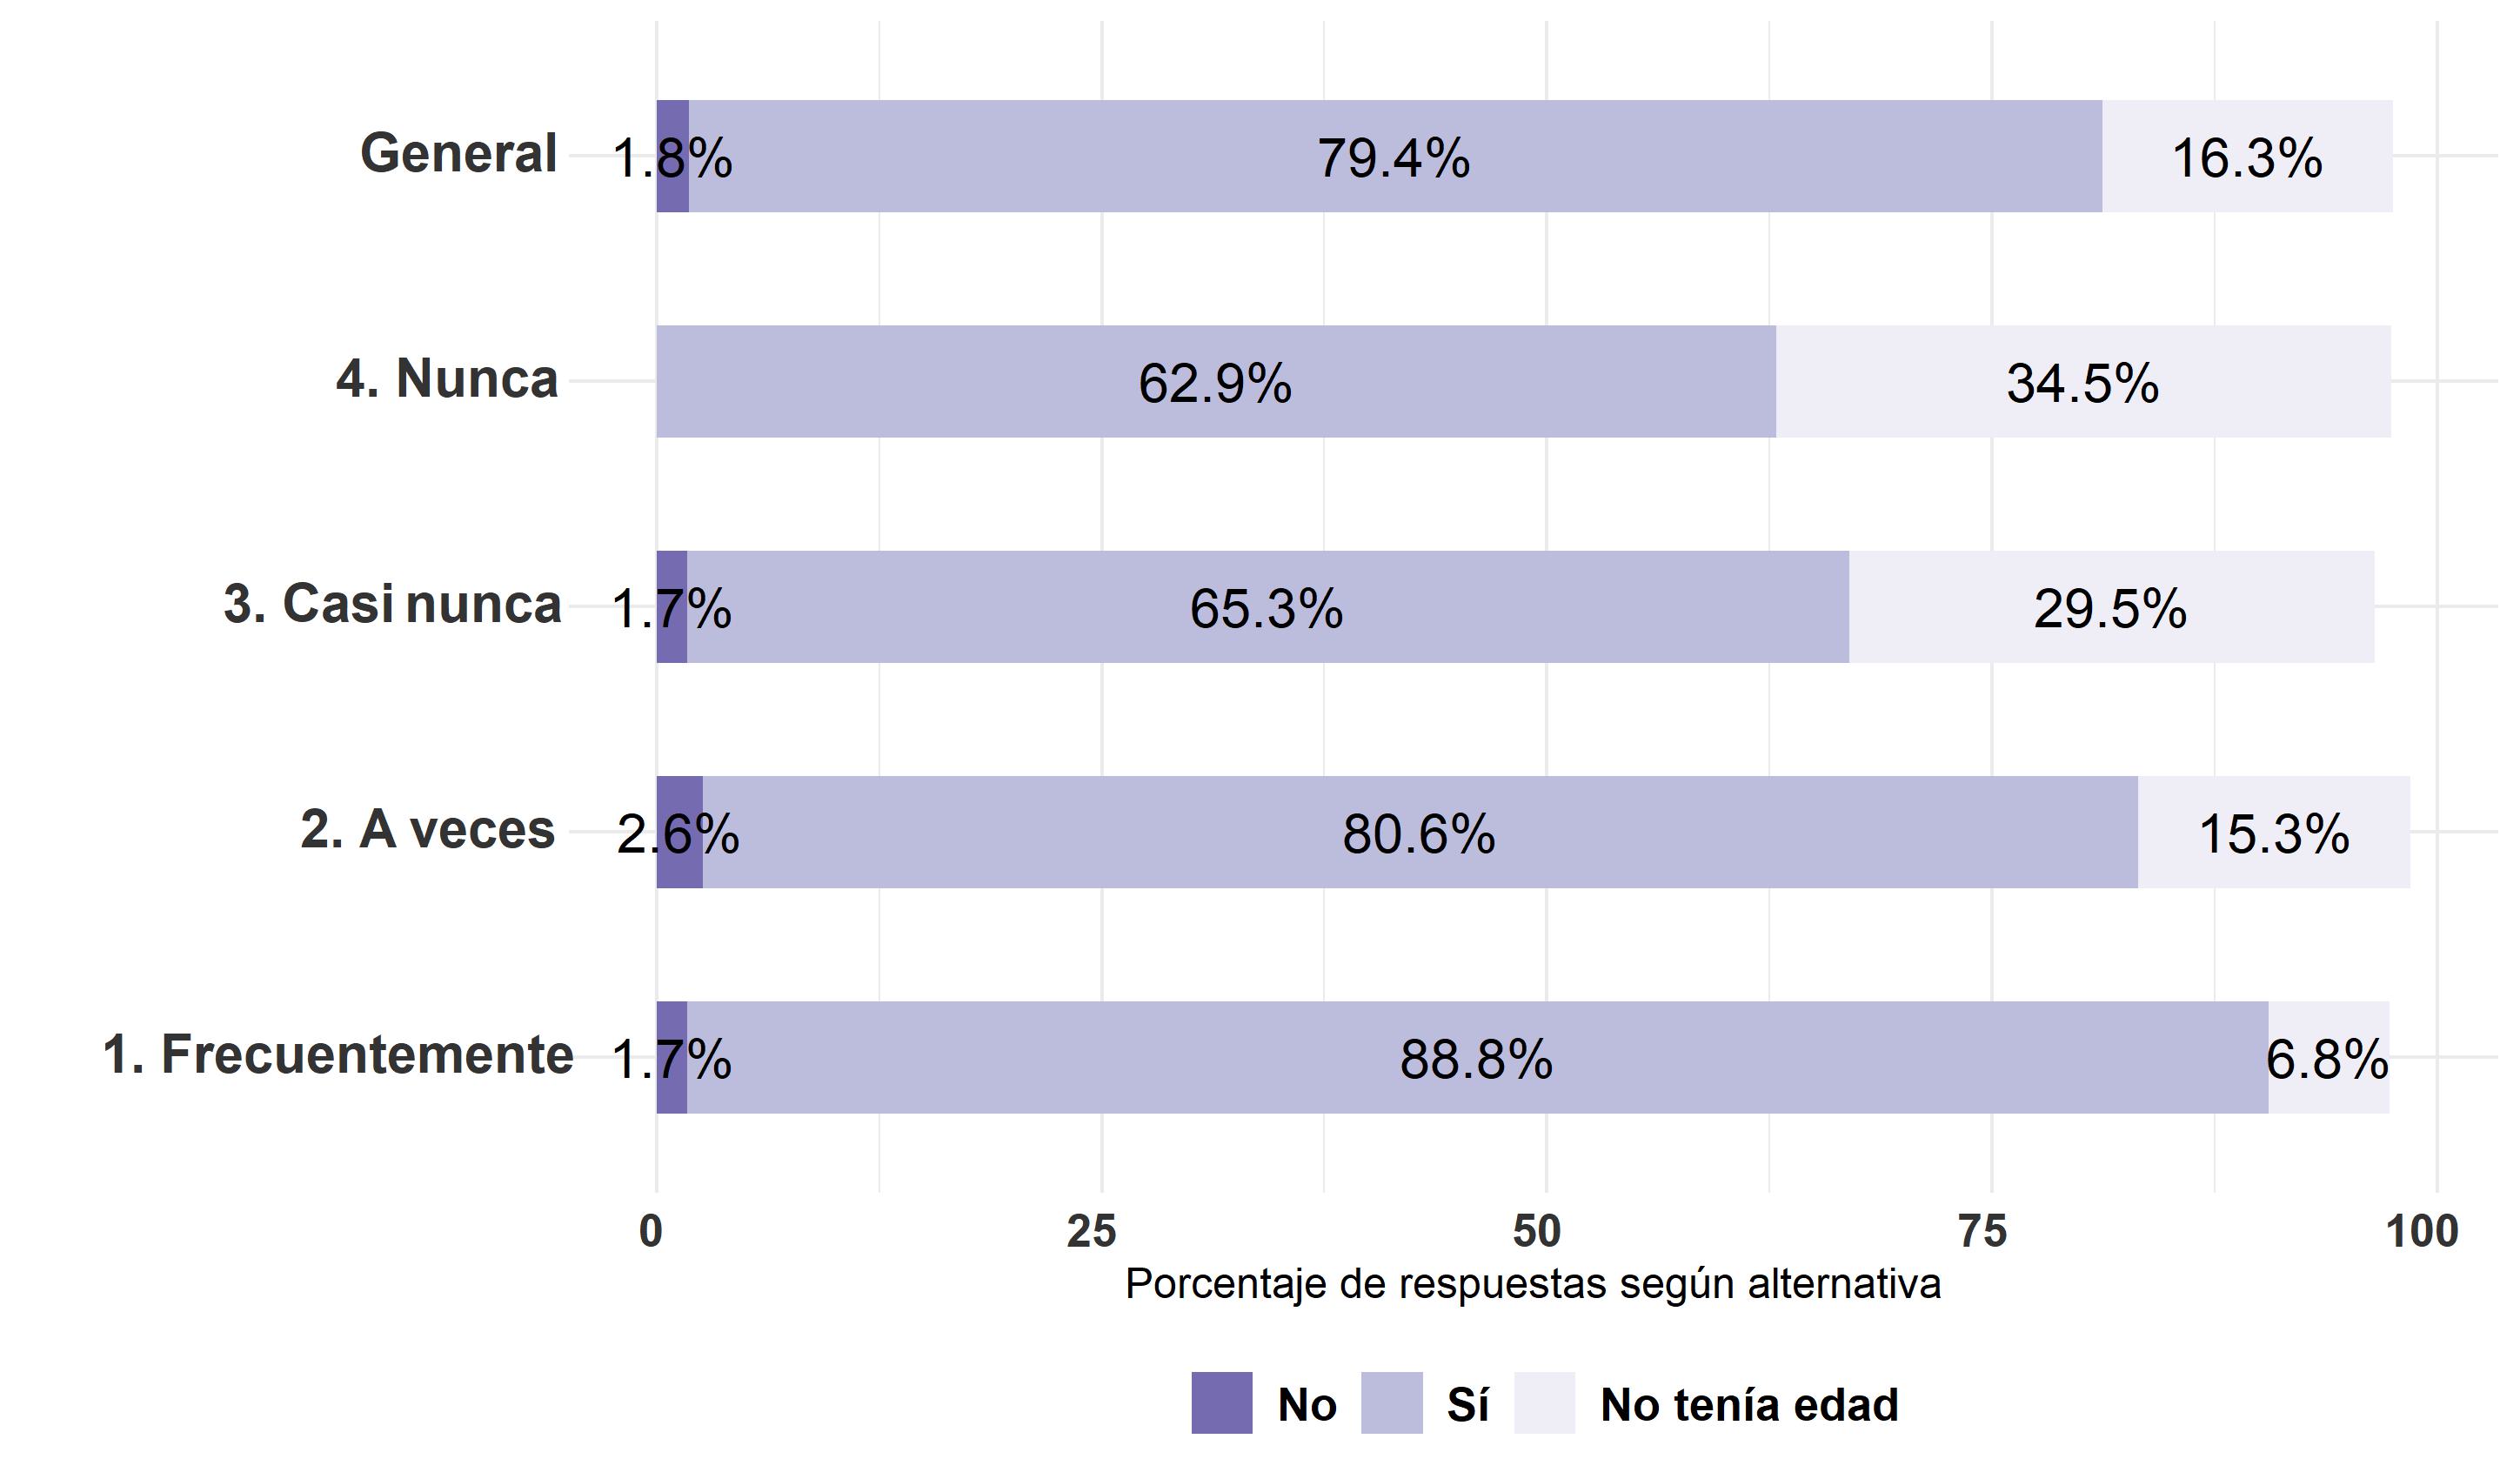 General 1.8% 79.4% 16.3%
4. Nunca 62.9% 34.5%
3. Casi nunca 1.7% 65.3% 29.5%
2. A veces 2.6% 80.6% 15.3%
1. Frecuentemente 1.7% 88.8% 6.8%
0 25 50 75 100
Porcentaje de respuestas según alternativa
No Sí No tenía edad